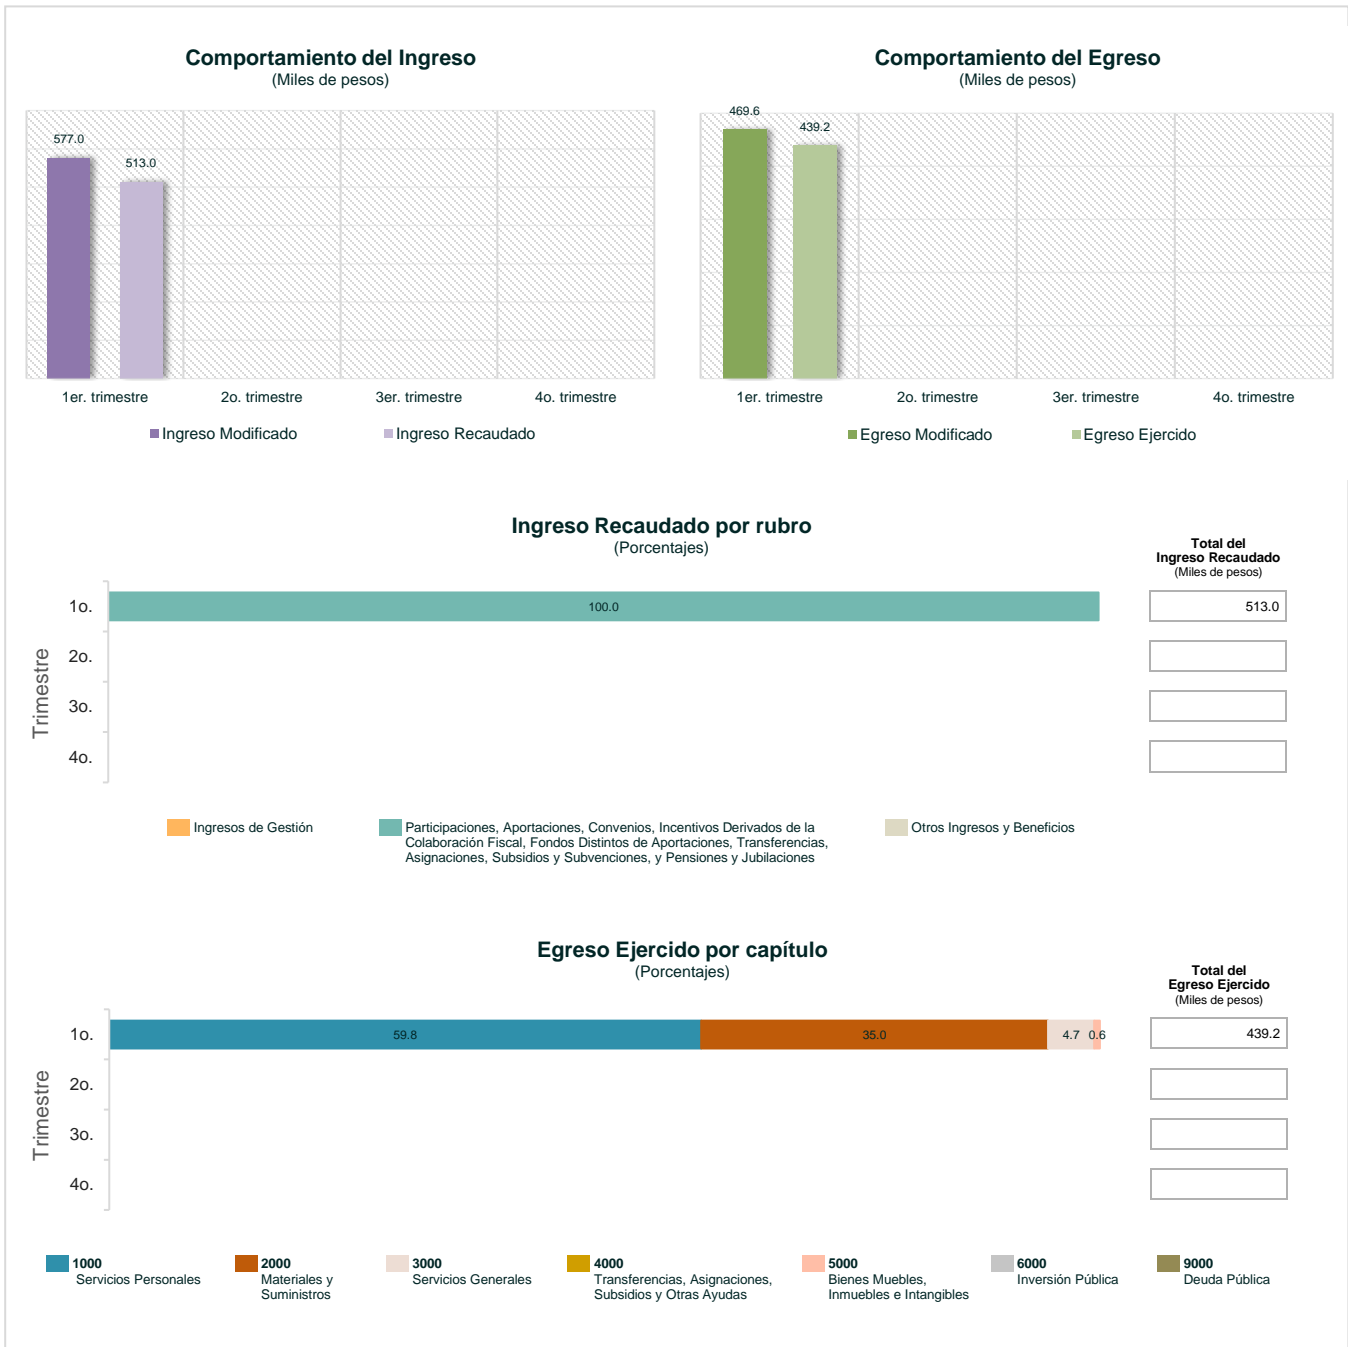 Comportamiento del Ingreso
(Miles de pesos)
577.0
513.0
1er. trimestre
2o. trimestre
3er. trimestre
4o. trimestre
Ingreso Modificado
Ingreso Recaudado
Comportamiento del Egreso
(Miles de pesos)
469.6
439.2
1er. trimestre
2o. trimestre
3er. trimestre
4o. trimestre
Egreso Modificado
Egreso Ejercido
Ingreso Recaudado por rubro
(Porcentajes)
Total del
Ingreso Recaudado
(Miles de pesos)
Trimestre
1o.
100.0
513.0
2o.
3o.
4o.
Ingresos de Gestión
Participaciones, Aportaciones, Convenios, Incentivos Derivados de la
Colaboración Fiscal, Fondos Distintos de Aportaciones, Transferencias,
Asignaciones, Subsidios y Subvenciones, y Pensiones y Jubilaciones
Otros Ingresos y Beneficios
Egreso Ejercido por capítulo
(Porcentajes)
Total del
Egreso Ejercido
(Miles de pesos)
Trimestre
1o.
59.8
35.0
4.7
0.6
439.2
2o.
3o.
4o.
1000
Servicios Personales
2000
Materiales y
Suministros
3000
Servicios Generales
4000
Transferencias, Asignaciones,
Subsidios y Otras Ayudas
5000
Bienes Muebles,
Inmuebles e Intangibles
6000
Inversión Pública
9000
Deuda Pública